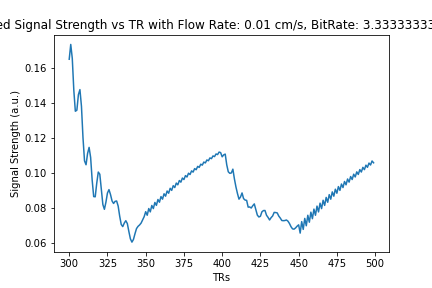 ed Signal Strength vs TR with Flow Rate: 0.01 cm/s, BitRate: 3.33333333
Signal Strength (a.u.)
0.16
0.14
0.12
0.10
0.08
0.06
300 325 350 375 400 425 450 475 500
TRs